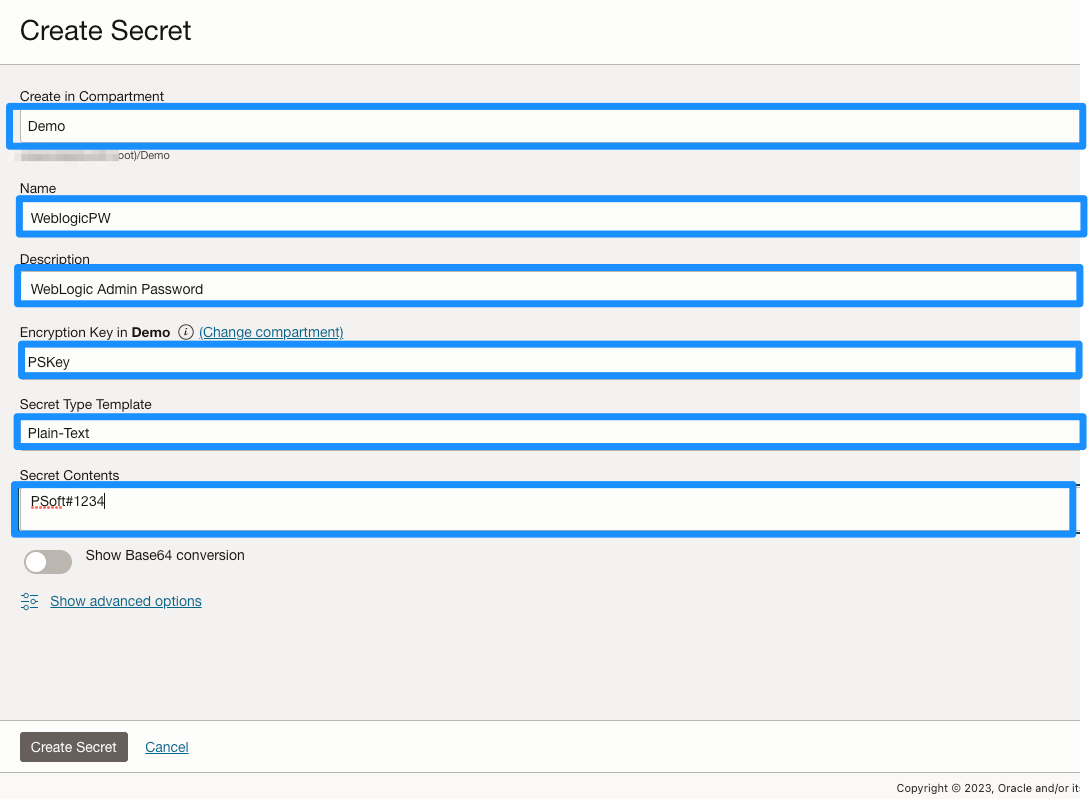 Create Secret
Create in Compartment
Demo
oot)/Demo
Name
WeblogicPW
Description
WebLogic Admin Password
Encryption Key in Demo (Change compartment)
PSKey
Secret Type Template
Plain-Text
Secret Contents
PSoft#1234
Show Base64 conversion
Show advanced options
Create Secret Cancel
Copyright © 2023, Oracle and/or it